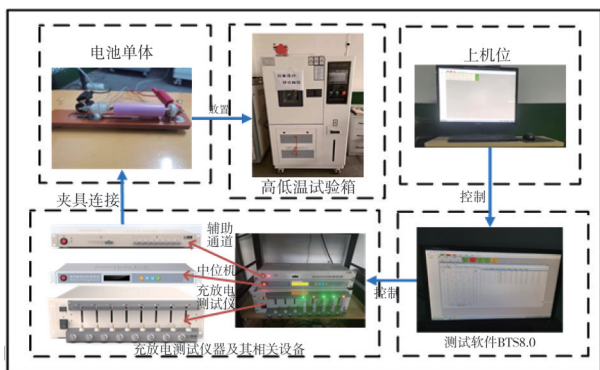 电池单体
上机位
放置
高低温试验箱
夹具连接
控制
辅助
通道
中位机
充放电
测试仪
控制
测试软件BTS8.0
充放电测试仪器及其相关设备